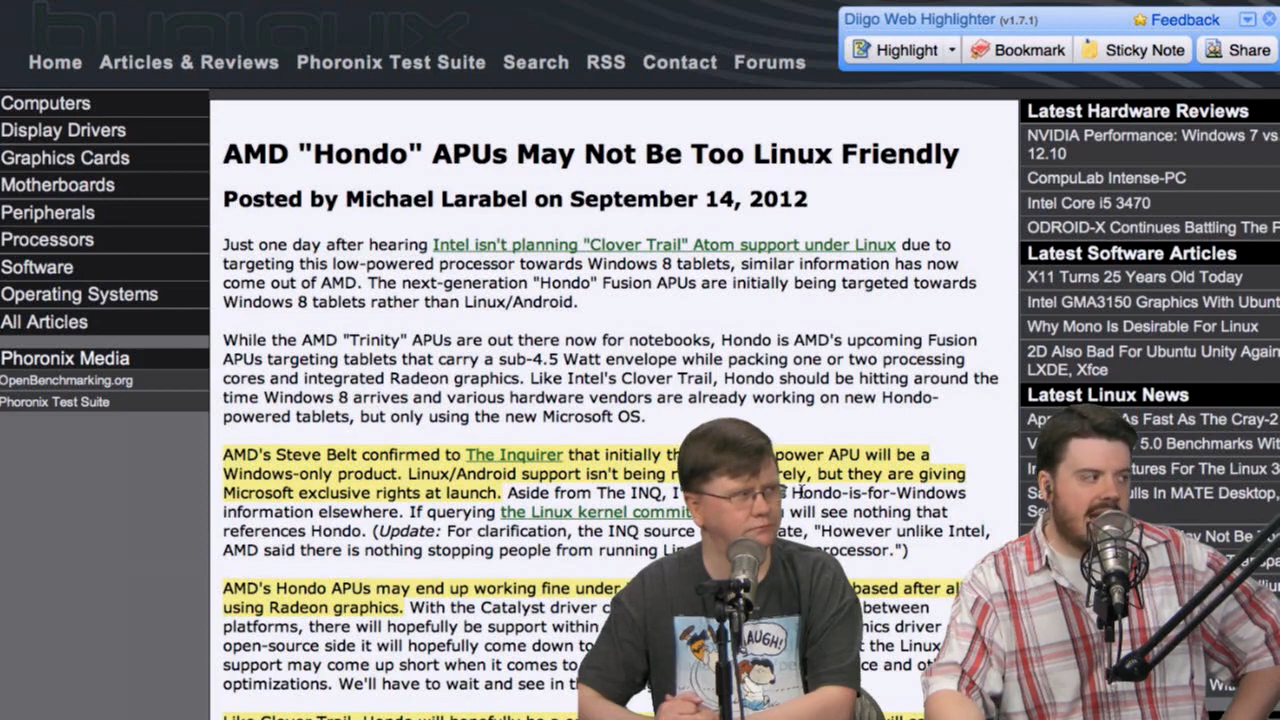 Diigo Web Highlighter (v1.7.1)
Feedback
Highlight
Bookmark
Sticky Note
Share
Home
Articles & Reviews
Phoronix Test Suite
Search
RSS
Contact
Forums
Computers
Display Drivers
Graphics Cards
Motherboards
Peripherals
Processors
Software
Operating Systems
All Articles
Phoronix Media
OpenBenchmarking.org
Phoronix Test Suite
AMD "Hondo" APUs May Not Be Too Linux Friendly
Posted by Michael Larabel on September 14, 2012
Just one day after hearing Intel isn't planning "Clover Trail" Atom support under Linux due to
targeting this low-powered processor towards Windows 8 tablets, similar information has now
come out of AMD. The next-generation "Hondo" Fusion APUs are initially being targeted towards
Windows 8 tablets rather than Linux/Android.
While the AMD "Trinity" APUs are out there now for notebooks, Hondo is AMD's upcoming Fusion
APUs targeting tablets that carry a sub-4.5 Watt envelope while packing one or two processing
cores and integrated Radeon graphics. Like Intel's Clover Trail, Hondo should be hitting around the
time Windows 8 arrives and various hardware vendors are already working on new Hondo-
powered tablets, but only using the new Microsoft OS.
AMD's Steve Belt confirmed to The Inquirer that initially power APU will be a
Windows-only product. Linux/Android support isn't being but they are giving
Microsoft exclusive rights at launch. Aside from The INQ, Hondo-is-for-Windows
information elsewhere. If querying the Linux kernel will see nothing that
references Hondo. (Update: For clarification, the INQ source "However unlike Intel,
AMD said there is nothing stopping people from running
AMD's Hondo APUs may end up working fine under based after all
using Radeon graphics. With the Catalyst driver between
platforms, there will hopefully be support within driver
open-source side it will hopefully come down to the Linux
support may come up short when it comes to and
optimizations. We'll have to wait and see in
Like Clover Trail, Hondo will hopefully be a
Latest Hardware Reviews
NVIDIA Performance: Windows 7 vs
12.10
CompuLab Intense-PC
Intel Core i5 3470
ODROID-X Continues Battling The
Latest Software Articles
X11 Turns 25 Years Old Today
Intel GMA3150 Graphics With
Why Mono Is Desirable For Linux
2D Also Bad For Ubuntu Unity
LXDE, Xfce
Latest Linux News
As Fast As The Cray-2
5.0 Benchmarks
For The Linux
In MATE Desktop,
Not Be
LAUGH!